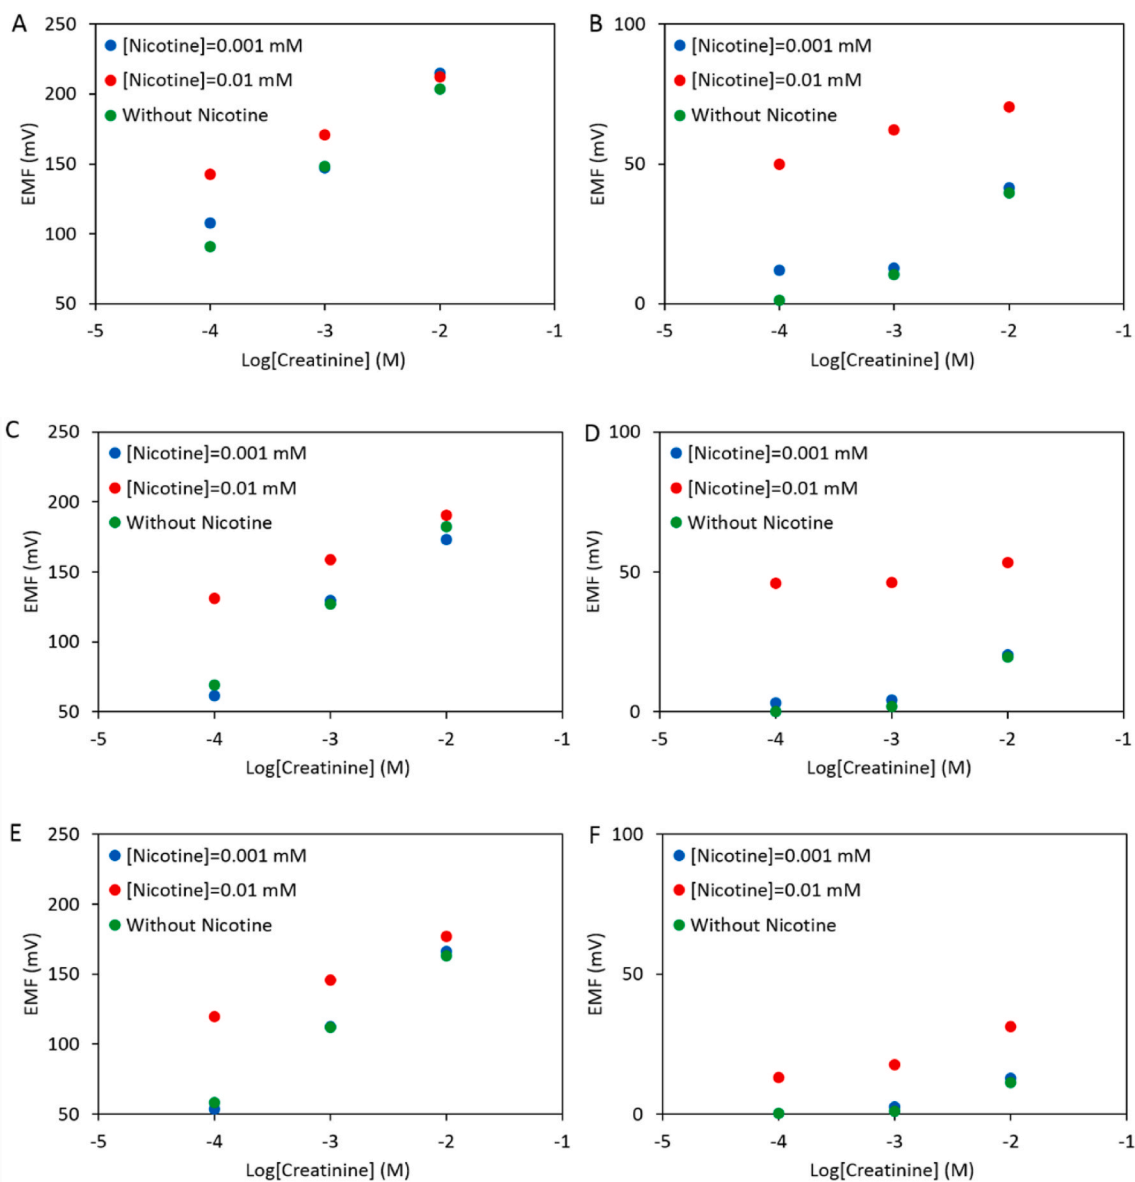 A
250
200
150
100
50
EMF (mV)
[Nicotine]=0.001 mM
[Nicotine]=0.01 mM
Without Nicotine
-5 -4 -3 -2 -1
Log[Creatinine] (M)
B
100
50
0
EMF (mV)
[Nicotine]=0.001 mM
[Nicotine]=0.01 mM
Without Nicotine
-5 -4 -3 -2 -1
Log[Creatinine] (M)
C
250
200
150
100
50
EMF (mV)
[Nicotine]=0.001 mM
[Nicotine]=0.01 mM
Without Nicotine
-5 -4 -3 -2 -1
Log[Creatinine] (M)
D
100
50
0
EMF (mV)
[Nicotine]=0.001 mM
[Nicotine]=0.01 mM
Without Nicotine
-5 -4 -3 -2 -1
Log[Creatinine] (M)
E
250
200
150
100
50
EMF (mV)
[Nicotine]=0.001 mM
[Nicotine]=0.01 mM
Without Nicotine
-5 -4 -3 -2 -1
Log[Creatinine] (M)
F
100
50
0
EMF (mV)
[Nicotine]=0.001 mM
[Nicotine]=0.01 mM
Without Nicotine
-5 -4 -3 -2 -1
Log[Creatinine] (M)